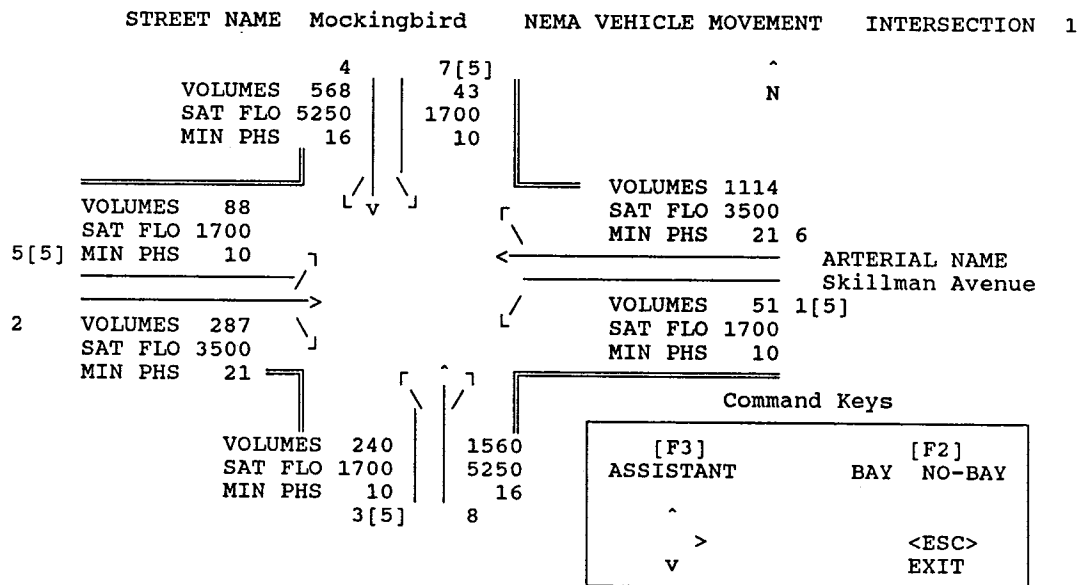 STREET NAME Mockingbird NEMA VEHICLE MOVEMENT INTERSECTION 1
4 7[5] ^
VOLUMES 568 43 N
SAT FLO 5250 1700
MIN PHS 16 10
VOLUMES 1114
SAT FLO 3500
MIN PHS 21 6
VOLUMES 88
SAT FLO 1700
5[5] MIN PHS 10
ARTERIAL NAME
Skillman Avenue
2 VOLUMES 287
SAT FLO 3500
MIN PHS 21
VOLUMES 51 1[5]
SAT FLO 1700
MIN PHS 10
Command Keys
VOLUMES 240 1560
SAT FLO 1700 5250
MIN PHS 10 16
3[5] 8
[F3] [F2]
ASSISTANT BAY NO-BAY
^
> <ESC>
v EXIT